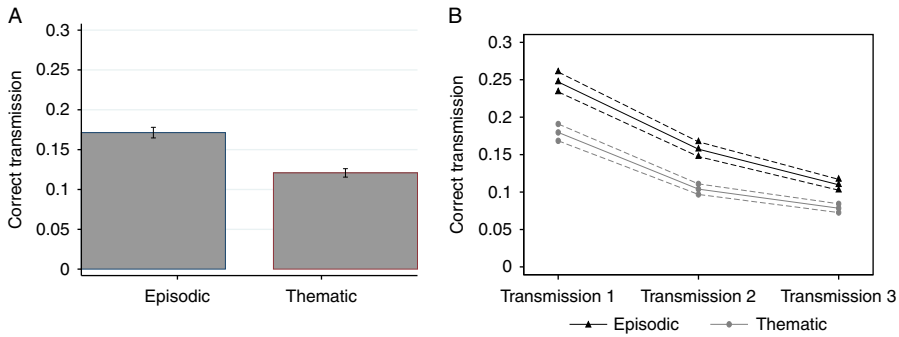 A
Correct transmission
0.3
0.25
0.2
0.15
0.1
0.05
0
Episodic Thematic
B
Correct transmission
0.3
0.25
0.2
0.15
0.1
0.05
0
Transmission 1 Transmission 2 Transmission 3
Episodic Thematic